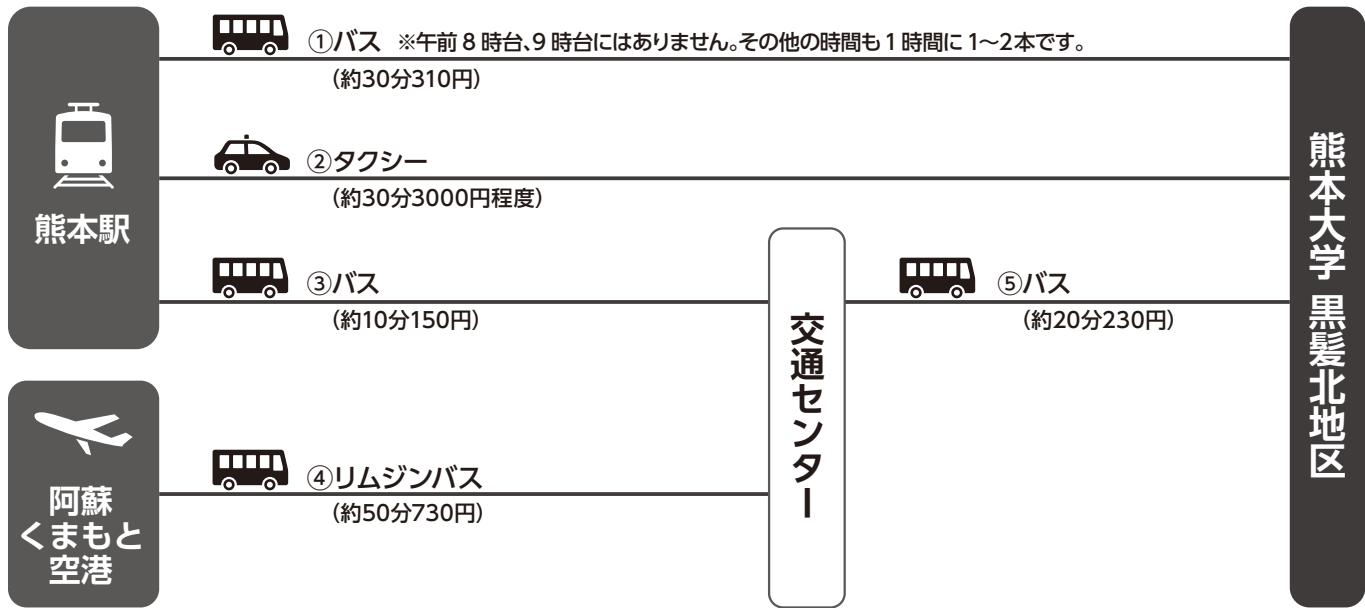 熊本駅
①バス ※午前8時台、9時台にはありません。その他の時間も1時間に1〜2本です。
(約30分310円)
②タクシー
(約30分3000円程度)
③バス
(約10分150円)
阿蘇
くまもと
空港
④リムジンバス
(約50分730円)
交通センター
⑤バス
(約20分230円)
熊本大学 黒髪北地区